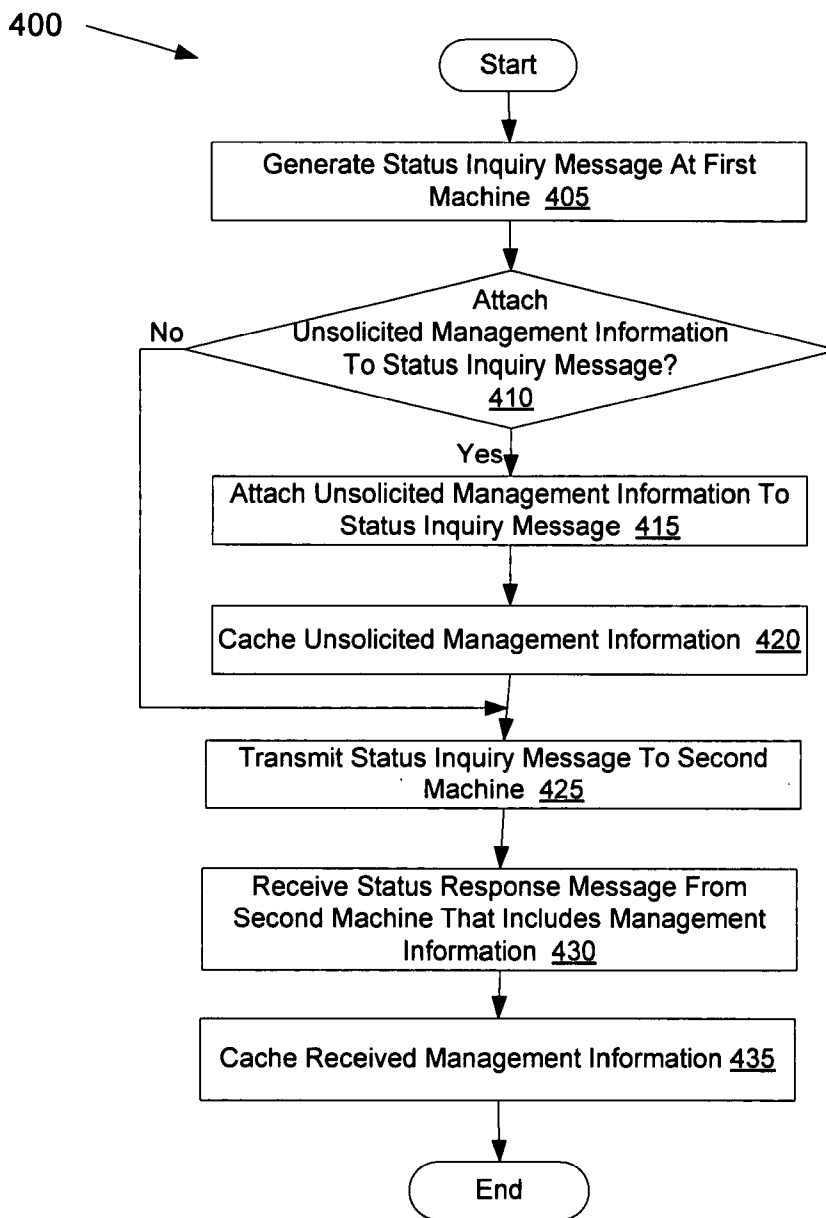 400
Start
Generate Status Inquiry Message At First
Machine 405
Attach
Unsolicited Management Information
To Status Inquiry Message?
410
No
Yes
Attach Unsolicited Management Information To
Status Inquiry Message 415
Cache Unsolicited Management Information 420
Transmit Status Inquiry Message To Second
Machine 425
Receive Status Response Message From
Second Machine That Includes Management
Information 430
Cache Received Management Information 435
End